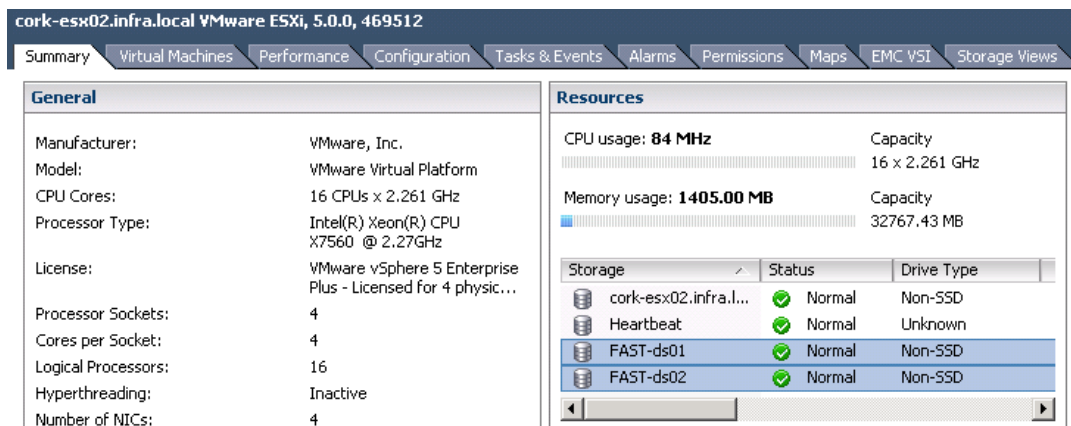 cork-esx02.infra.local VMware ESXi, 5.0.0, 469512
Summary Virtual Machines Performance Configuration Tasks & Events Alarms Permissions Maps EMC VSI Storage Views
General
Manufacturer: VMware, Inc.
Model: VMware Virtual Platform
CPU Cores: 16 CPUs x 2.261 GHz
Processor Type: Intel(R) Xeon(R) CPU
X7560 @ 2.27GHz
License: VMware vSphere 5 Enterprise
Plus - Licensed for 4 physic...
Processor Sockets: 4
Cores per Socket: 4
Logical Processors: 16
Hyperthreading: Inactive
Number of NICs: 4
Resources
CPU usage: 84 MHz Capacity
16 x 2.261 GHz
Memory usage: 1405.00 MB Capacity
32767.43 MB
Storage Status Drive Type
cork-esx02.infra.l... Normal Non-SSD
Heartbeat Normal Unknown
FAST-ds01 Normal Non-SSD
FAST-ds02 Normal Non-SSD